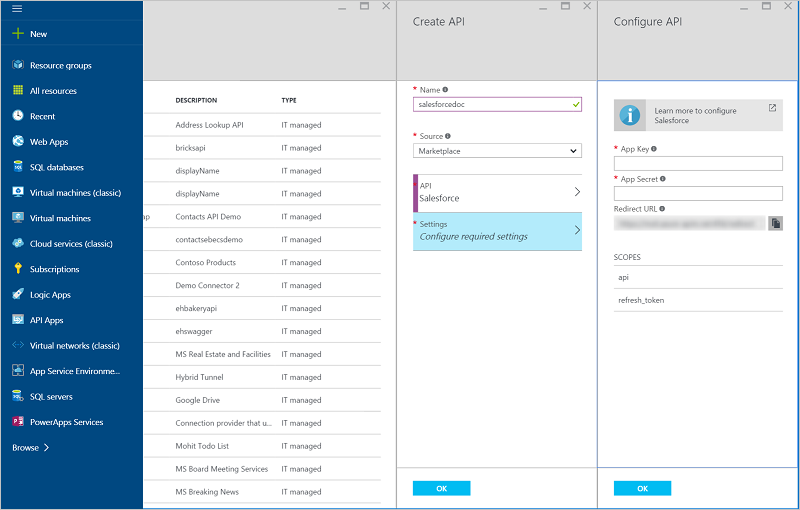 New
Resource groups
All resources
Recent
Web Apps
SQL databases
Virtual machines (classic)
Virtual machines
Cloud services (classic)
Subscriptions
Logic Apps
API Apps
Virtual networks (classic)
App Service Environme...
SQL servers
PowerApps Services
Browse
DESCRIPTION TYPE
Address Lookup API IT managed
bricksapi IT managed
displayName IT managed
displayName IT managed
Contacts API Demo IT managed
contactsebecsdemo IT managed
Contoso Products IT managed
Demo Connector 2 IT managed
ehbakeryapi IT managed
ehswagger IT managed
MS Real Estate and Facilities IT managed
Hybrid Tunnel IT managed
Google Drive IT managed
Connection provider that u... IT managed
Mohit Todo List IT managed
MS Board Meeting Services IT managed
MS Breaking News IT managed
Create API
* Name
salesforcedoc
* Source
Marketplace
* API
Salesforce
* Settings
Configure required settings
OK
Configure API
Learn more to configure
Salesforce
* App Key
* App Secret
Redirect URL
SCOPES
api
refresh_token
OK